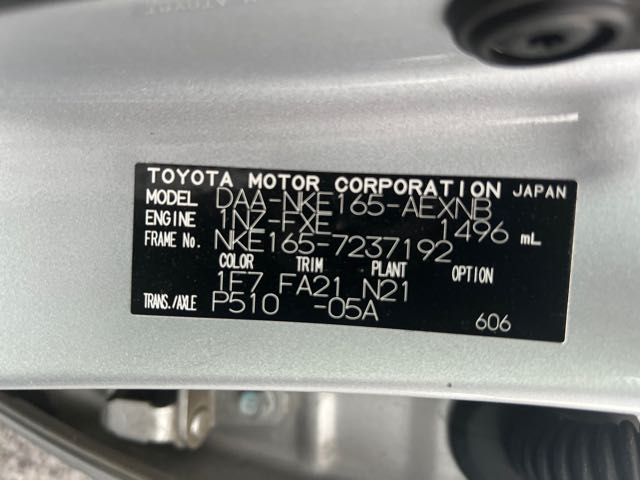 TOYOTA MOTOR CORPORATION JAPAN
MODEL DAA-NKE165-AEXNB
ENGINE 1NZ-FXE 1496 mL
FRAME No. NKE165-7237192
COLOR TRIM PLANT OPTION
1F7 FA21 N21
TRANS./AXLE P510 -05A 606